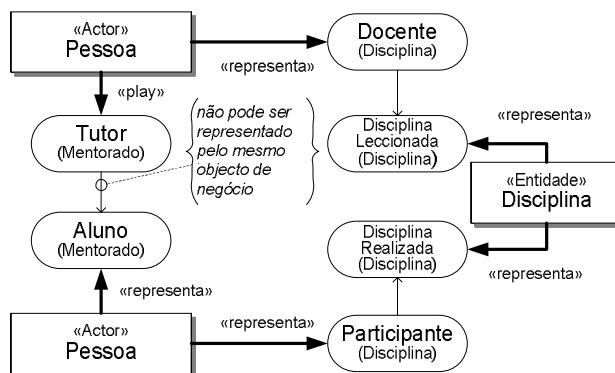 «Actor»
Pessoa
«representa»
Docente
(Disciplina)
«play»
Tutor
(Mentorado)
não pode ser
representado
pelo mesmo
objecto de
negócio
Disciplina
Leccionada
(Disciplina)
«representa»
«Entidade»
Disciplina
Aluno
(Mentorado)
Disciplina
Realizada
(Disciplina)
«representa»
«representa»
«Actor»
Pessoa
«representa»
Participante
(Disciplina)